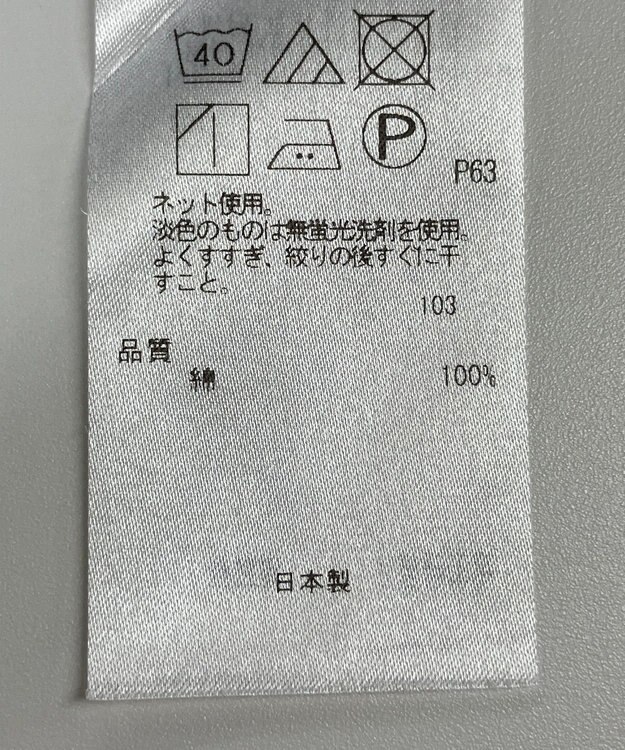 40
P
P63
ネット使用。
淡色のものは無蛍光洗剤を使用。
よくすすぎ、絞りの後すぐに干
すこと。
103
品質
綿 100%
日本製